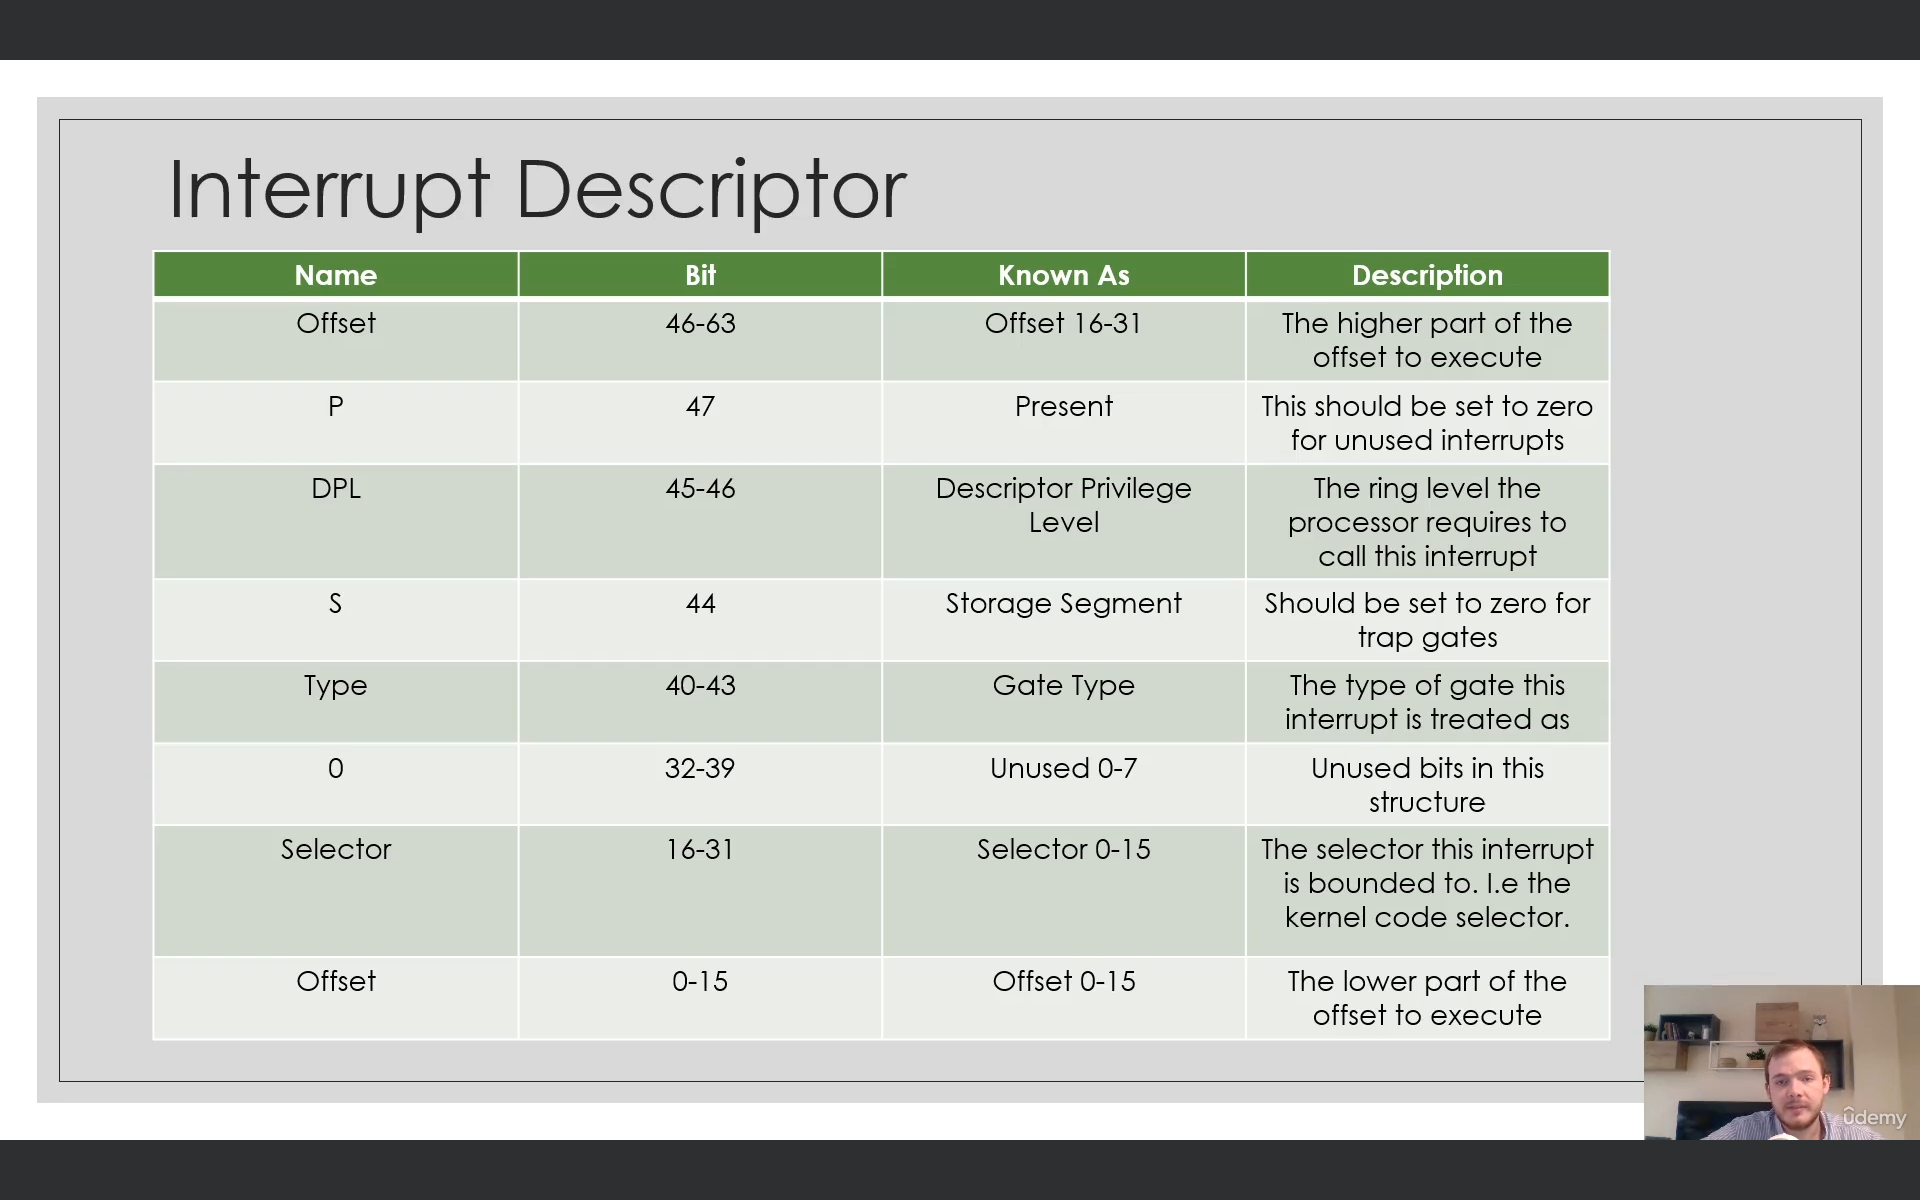 Interrupt Descriptor
Name Bit Known As Description
Offset 46-63 Offset 16-31 The higher part of the
offset to execute
P 47 Present This should be set to zero
for unused interrupts
DPL 45-46 Descriptor Privilege The ring level the
Level processor requires to
call this interrupt
S 44 Storage Segment Should be set to zero for
trap gates
Type 40-43 Gate Type The type of gate this
interrupt is treated as
0 32-39 Unused 0-7 Unused bits in this
structure
Selector 16-31 Selector 0-15 The selector this interrupt
is bounded to. I.e the
kernel code selector.
Offset 0-15 Offset 0-15 The lower part of the
offset to execute
ûdemy